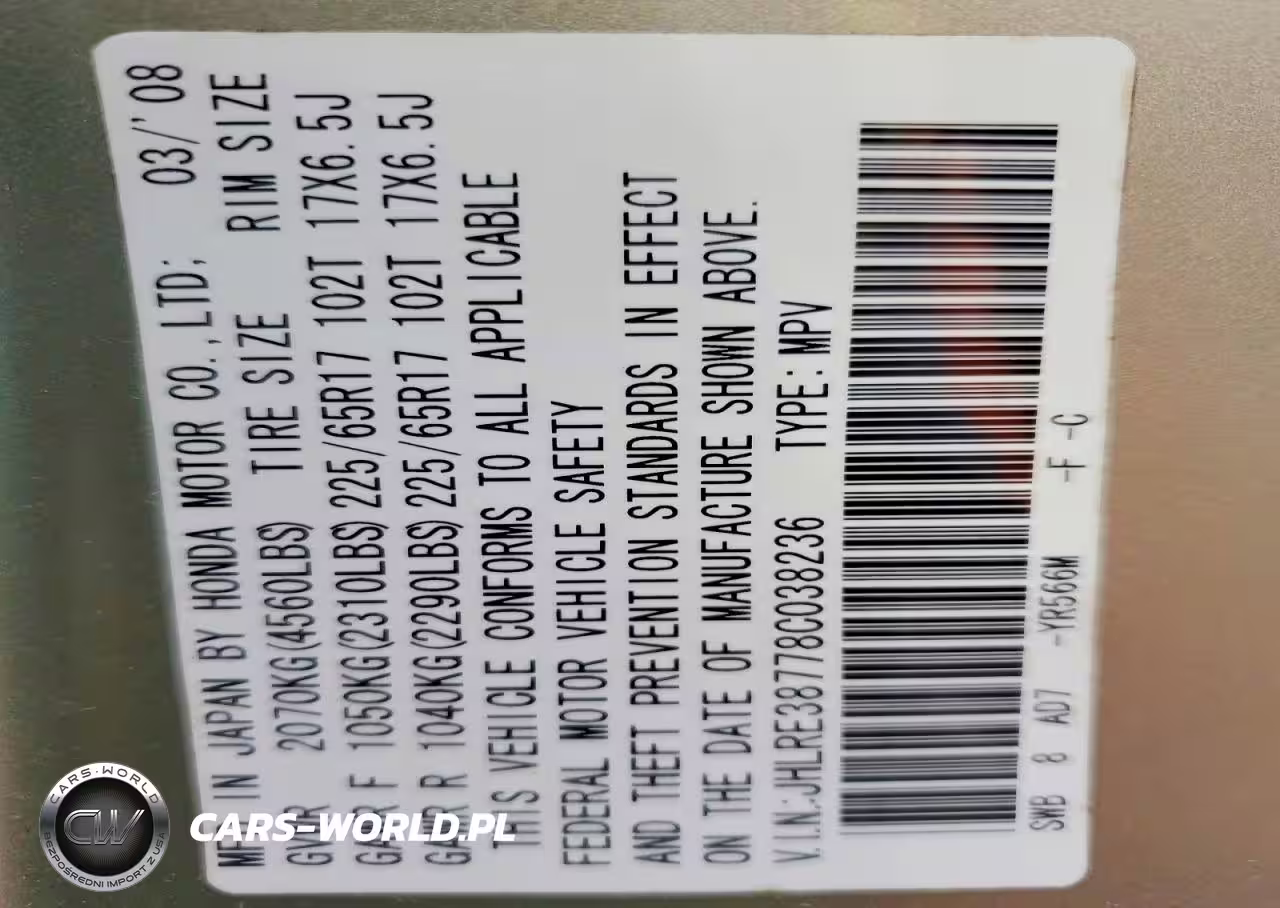 MFD IN JAPAN BY HONDA MOTOR CO.,LTD; 03/'08
GVWR 2070KG(4560LBS) TIRE SIZE RIM SIZE
GAWR F 1050KG(2310LBS) 225/65R17 102T 17X6.5J
GAWR R 1040KG(2290LBS) 225/65R17 102T 17X6.5J
THIS VEHICLE CONFORMS TO ALL APPLICABLE
FEDERAL MOTOR VEHICLE SAFETY
AND THEFT PREVENTION STANDARDS IN EFFECT
ON THE DATE OF MANUFACTURE SHOWN ABOVE.
V.I.N.:JHLRE38778C038236 TYPE: MPV
SWB 8 AD7 -YR566M -F -C
CARS-WORLD
CW
BEZPOŚREDNI IMPORT Z USA
CARS-WORLD.PL